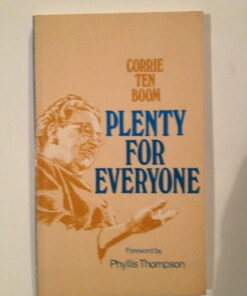 CORRIE
TEN
BOOM
PLENTY
FOR
EVERYONE
Foreword by
Phyllis Thompson